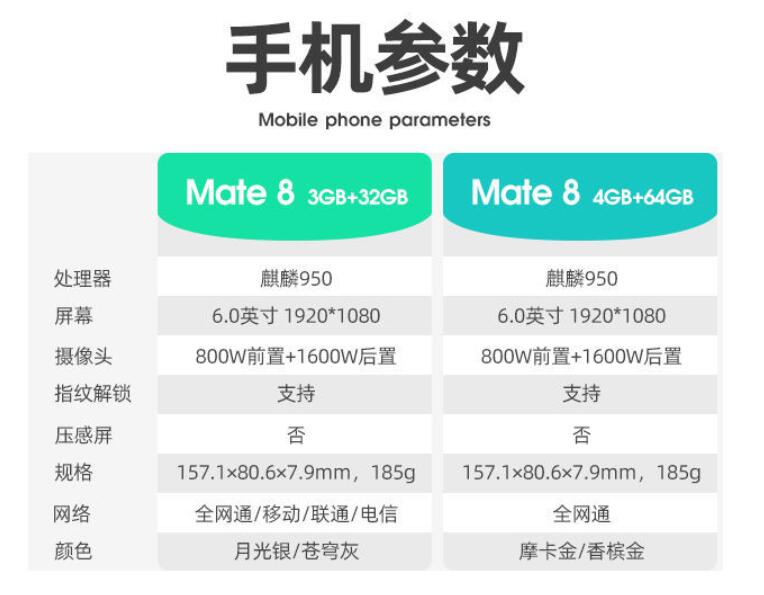 手机参数
Mobile phone parameters
Mate 8 3GB+32GB Mate 8 4GB+64GB
处理器 麒麟950 麒麟950
屏幕 6.0英寸 1920*1080 6.0英寸 1920*1080
摄像头 800W前置+1600W后置 800W前置+1600W后置
指纹解锁 支持 支持
压感屏 否 否
规格 157.1×80.6×7.9mm，185g 157.1×80.6×7.9mm，185g
网络 全网通/移动/联通/电信 全网通
颜色 月光银/苍穹灰 摩卡金/香槟金